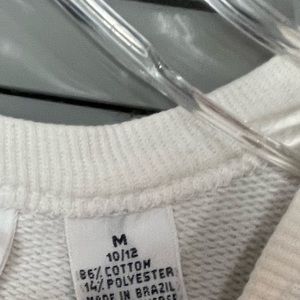 M
10/12
86% COTTON
14% POLYESTER
MADE IN BRAZIL